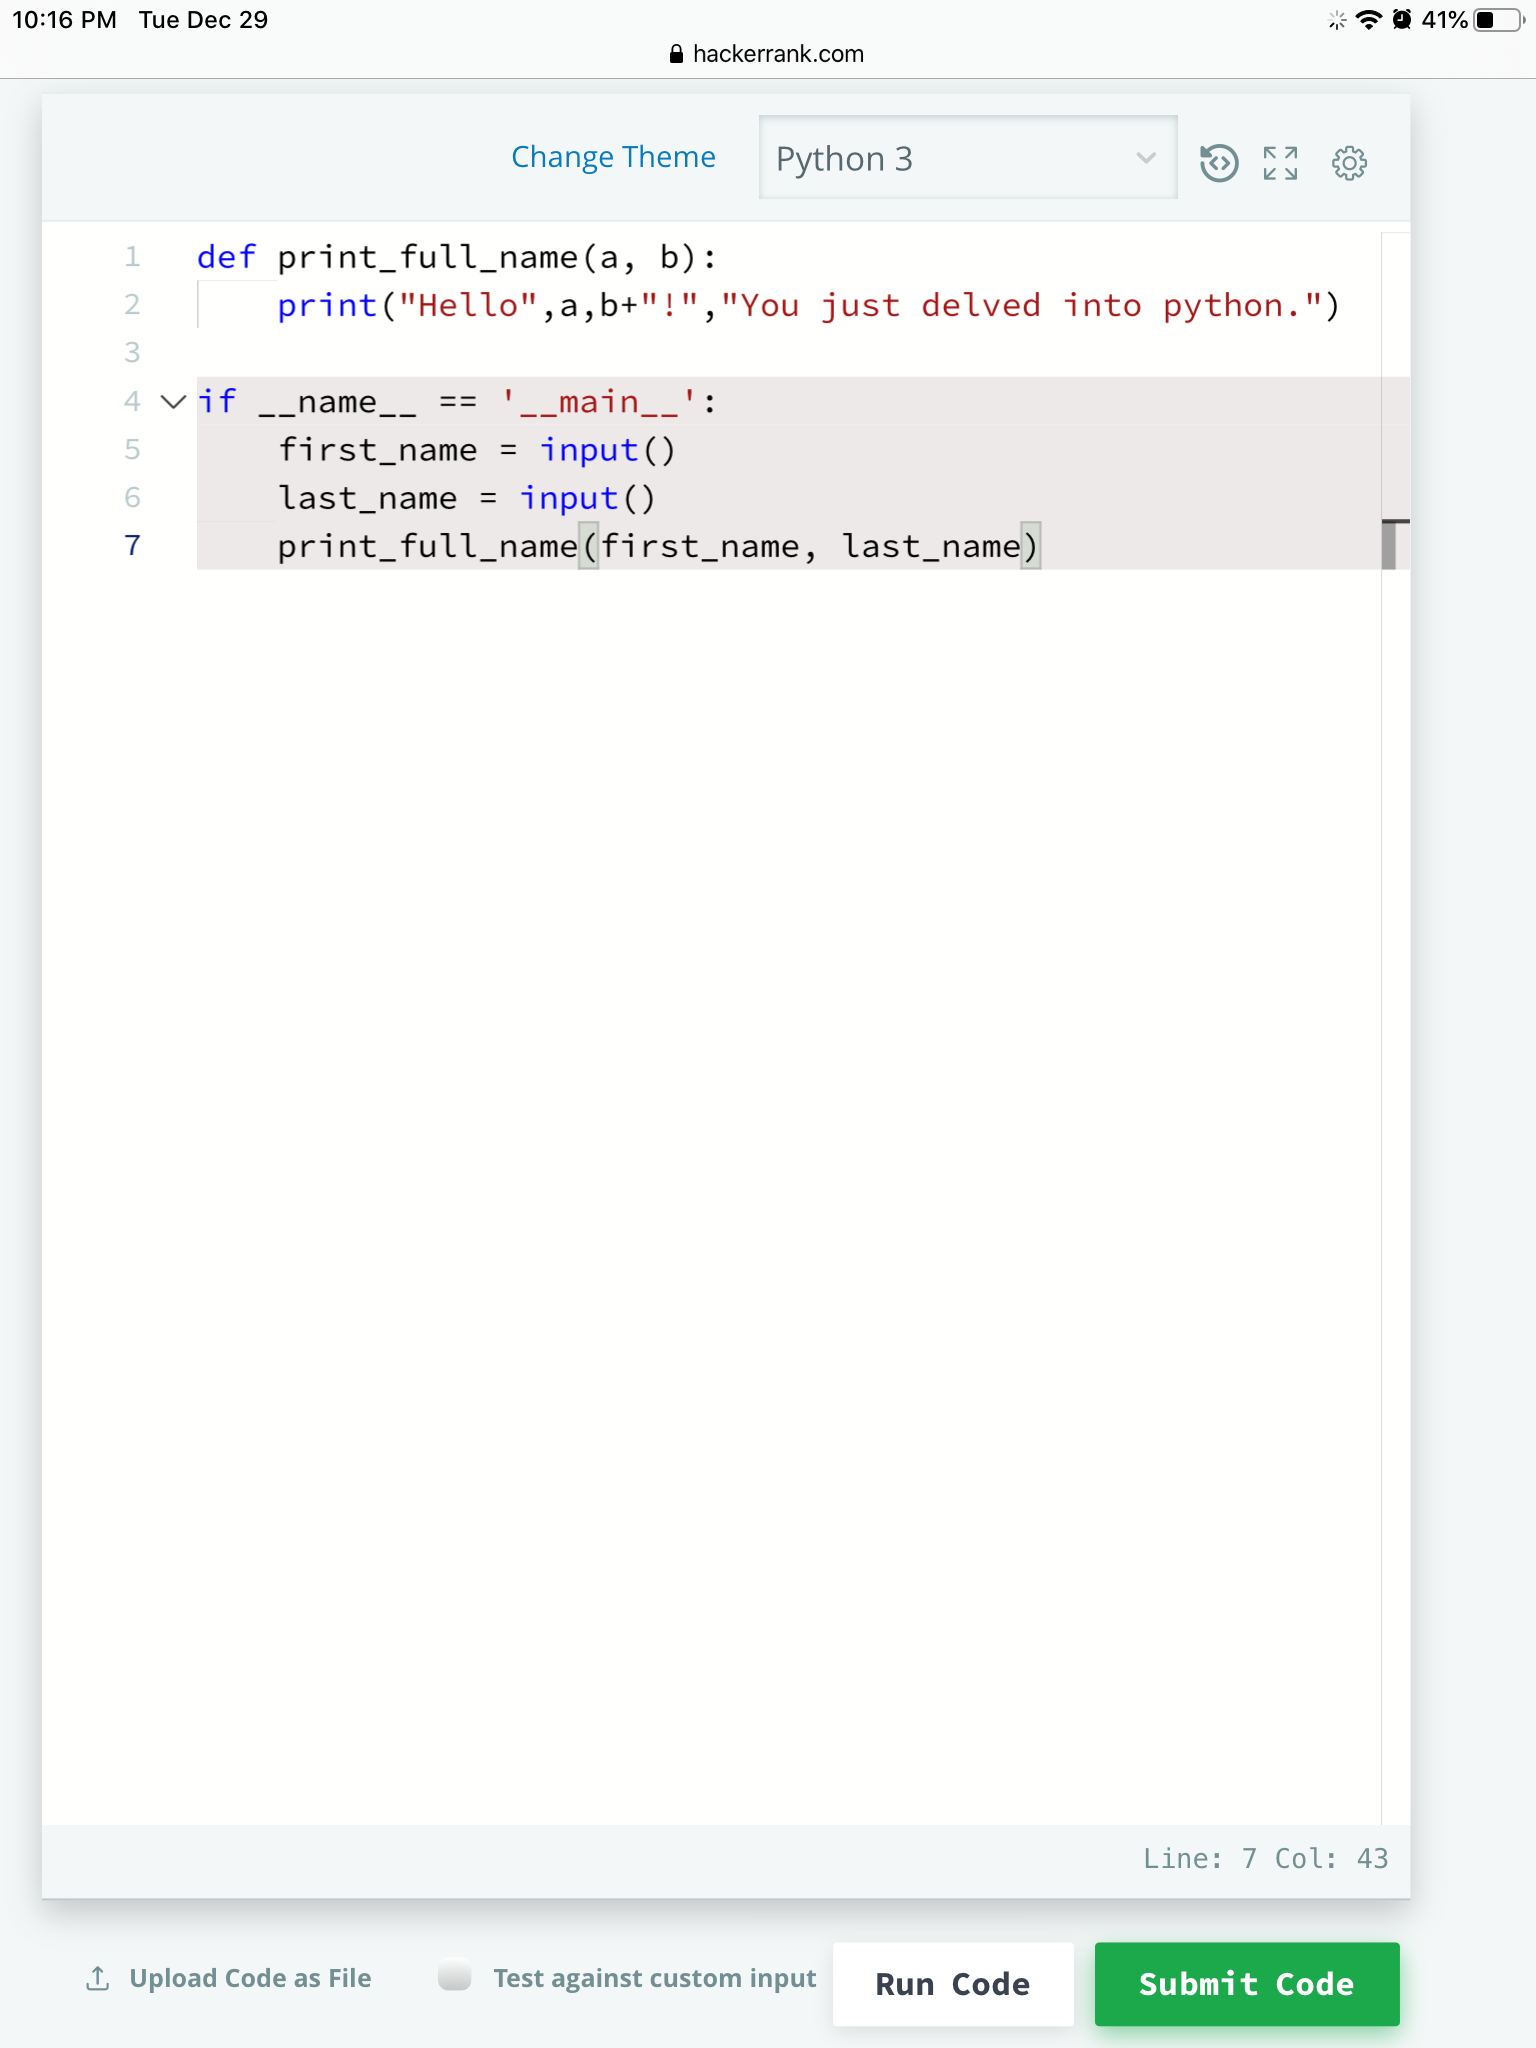 10:16 PM Tue Dec 29
41%
hackerrank.com
Change Theme
Python 3
1 def print_full_name(a, b):
2     print("Hello",a,b+"!","You just delved into python.")
3
4 if __name__ == '__main__':
5     first_name = input()
6     last_name = input()
7     print_full_name(first_name, last_name)
Line: 7 Col: 43
Upload Code as File
Test against custom input
Run Code
Submit Code